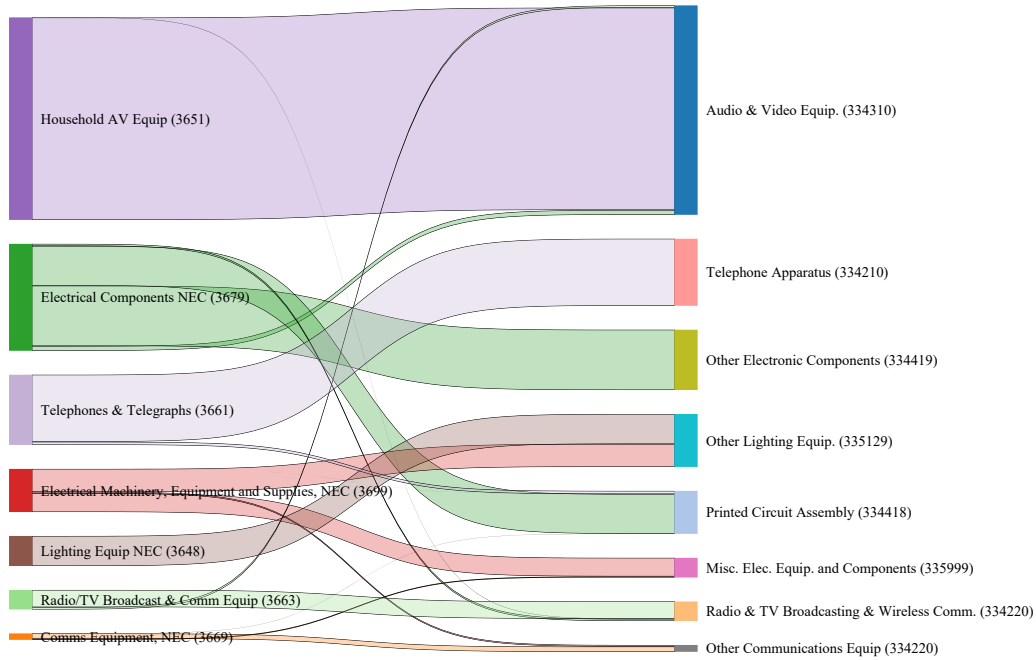 Household AV Equip (3651)
Electrical Components NEC (3679)
Telephones & Telegraphs (3661)
Electrical Machinery, Equipment and Supplies, NEC (3699)
Lighting Equip NEC (3648)
Radio/TV Broadcast & Comm Equip (3663)
Comms Equipment, NEC (3669)
Audio & Video Equip. (334310)
Telephone Apparatus (334210)
Other Electronic Components (334419)
Other Lighting Equip. (335129)
Printed Circuit Assembly (334418)
Misc. Elec. Equip. and Components (335999)
Radio & TV Broadcasting & Wireless Comm. (334220)
Other Communications Equip (334220)